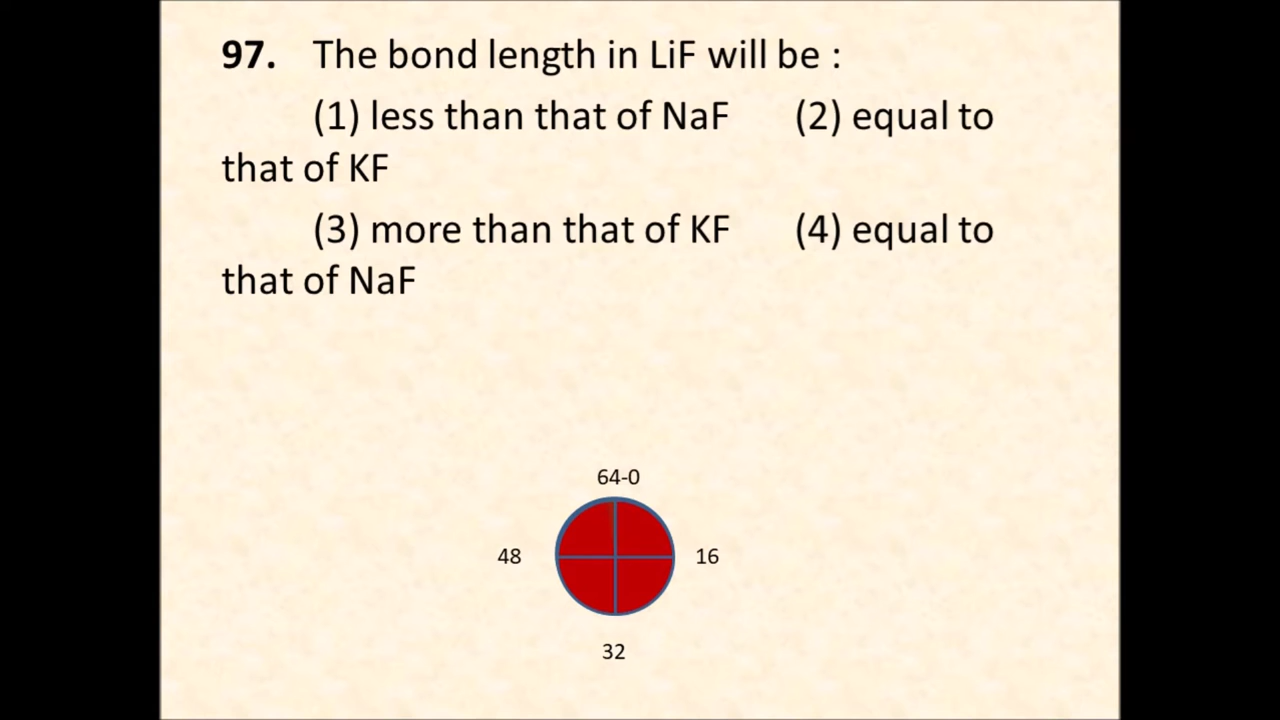 97. The bond length in LiF will be :
(1) less than that of NaF (2) equal to
that of KF
(3) more than that of KF (4) equal to
that of NaF
64-0
48 16
32